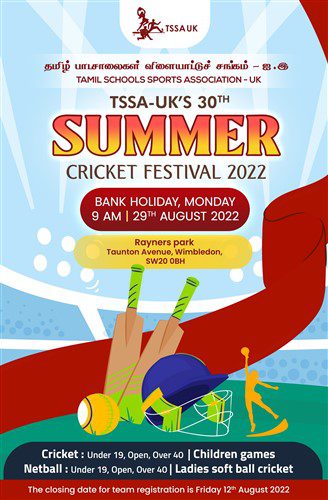 TSSA UK
தமிழ் பாடசாலைகள் விளையாட்டுச் சங்கம் - ஐ.இ
TAMIL SCHOOLS SPORTS ASSOCIATION - UK
TSSA-UK'S 30TH
SUMMER
CRICKET FESTIVAL 2022
BANK HOLIDAY, MONDAY
9 AM | 29TH AUGUST 2022
Rayners park
Taunton Avenue, Wimbledon,
SW20 0BH
Cricket : Under 19, Open, Over 40 | Children games
Netball : Under 19, Open, Over 40 | Ladies soft ball cricket
The closing date for team registration is Friday 12th August 2022